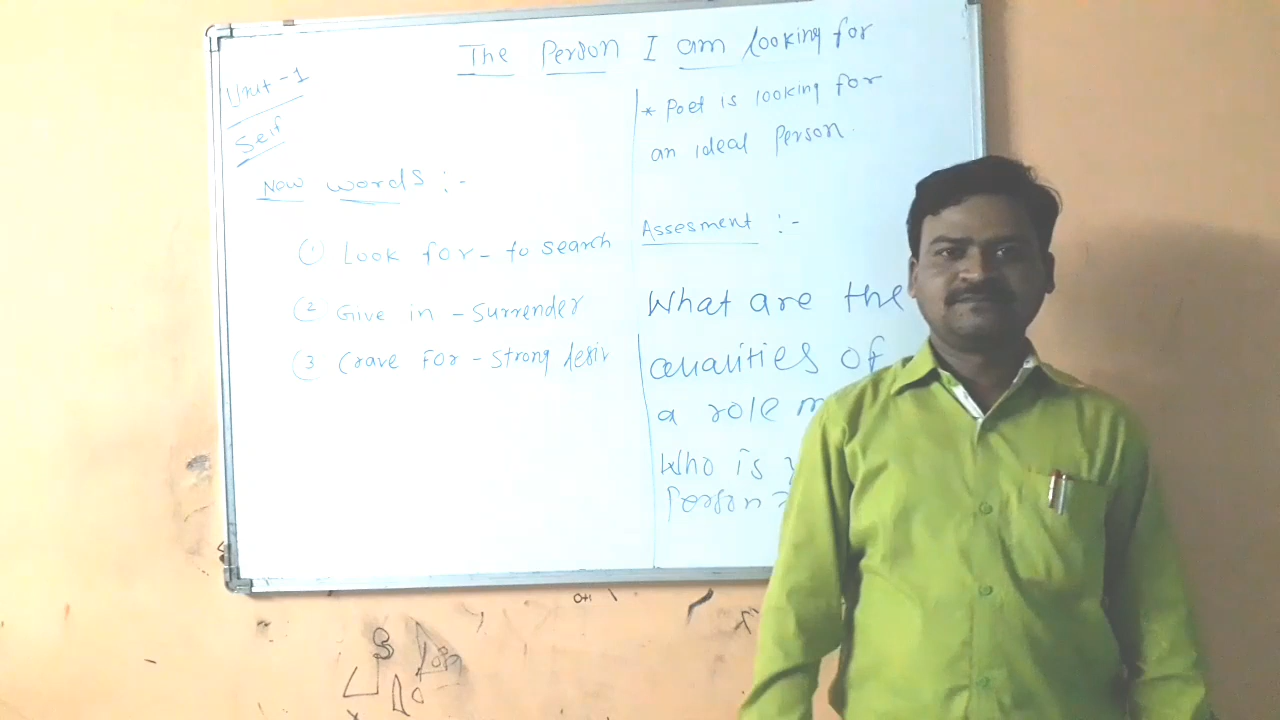 The Person I am looking for
Unit-1
Self
New words :-
① Look for - to search
② Give in - Surrender
③ Crave For - strong desir
* Poet is looking for
an ideal Person.
Assesment :-
What are the
qualities of
a role
Who is
Person?